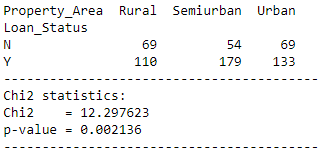 Property_Area  Rural  Semiurban  Urban
Loan_Status
N                 69         54     69
Y                110        179    133
---------------------------------------
Chi2 statistics:
Chi2    = 12.297623
p-value = 0.002136
---------------------------------------